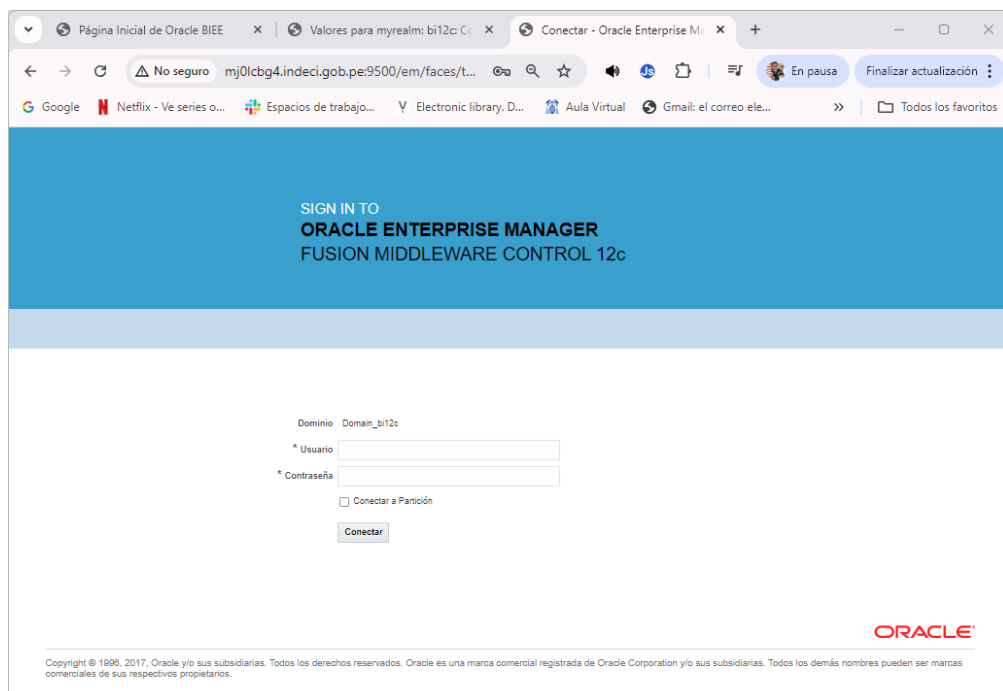 Página Inicial de Oracle BIEE
Valores para myrealm: bi12c: Co
Conectar - Oracle Enterprise Ma
No seguro mj0lcbg4.indeci.gob.pe:9500/em/faces/t...
En pausa
Finalizar actualización
Google
Netflix - Ve series o...
Espacios de trabajo...
Electronic library. D...
Aula Virtual
Gmail: el correo ele...
Todos los favoritos
SIGN IN TO
ORACLE ENTERPRISE MANAGER
FUSION MIDDLEWARE CONTROL 12c
Dominio Domain_bi12c
* Usuario
* Contraseña
Conectar a Partición
Conectar
ORACLE
Copyright © 1996, 2017, Oracle y/o sus subsidiarias. Todos los derechos reservados. Oracle es una marca comercial registrada de Oracle Corporation y/o sus subsidiarias. Todos los demás nombres pueden ser marcas
comerciales de sus respectivos propietarios.